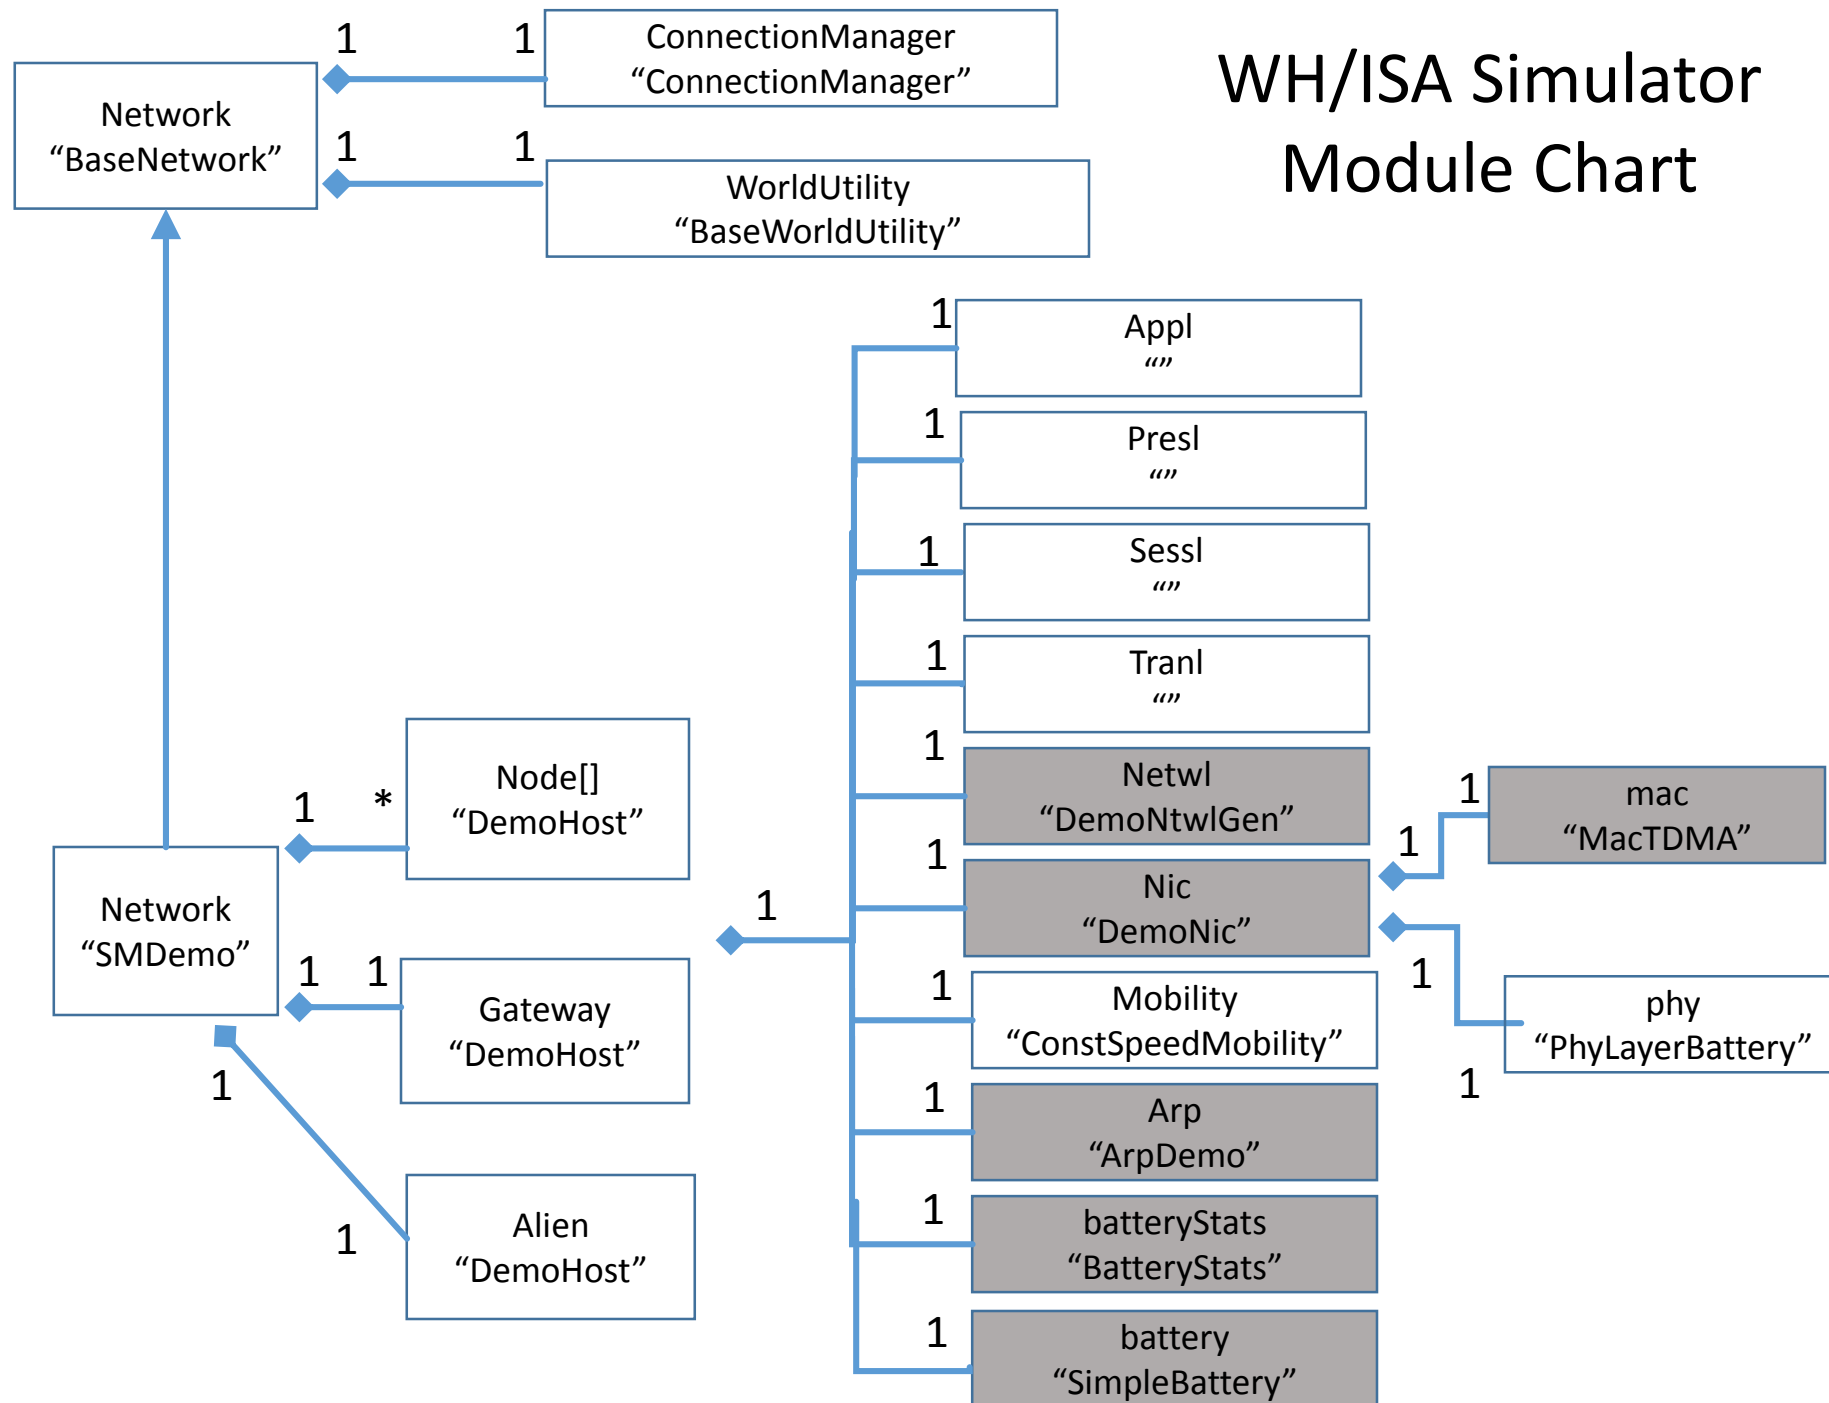 WH/ISA Simulator
Module Chart
1
1
ConnectionManager
“ConnectionManager”
Network
“BaseNetwork”
1
1
WorldUtility
“BaseWorldUtility”
1
Appl
“”
1
Presl
“”
1
Sessl
“”
1
Tranl
“”
1
Netwl
“DemoNtwlGen”
1
Nic
“DemoNic”
1
1
mac
“MacTDMA”
1
1
phy
“PhyLayerBattery”
1
Mobility
“ConstSpeedMobility”
1
Arp
“ArpDemo”
1
batteryStats
“BatteryStats”
1
battery
“SimpleBattery”
1
1
*
Node[]
“DemoHost”
Network
“SMDemo”
1
1
Gateway
“DemoHost”
1
1
Alien
“DemoHost”